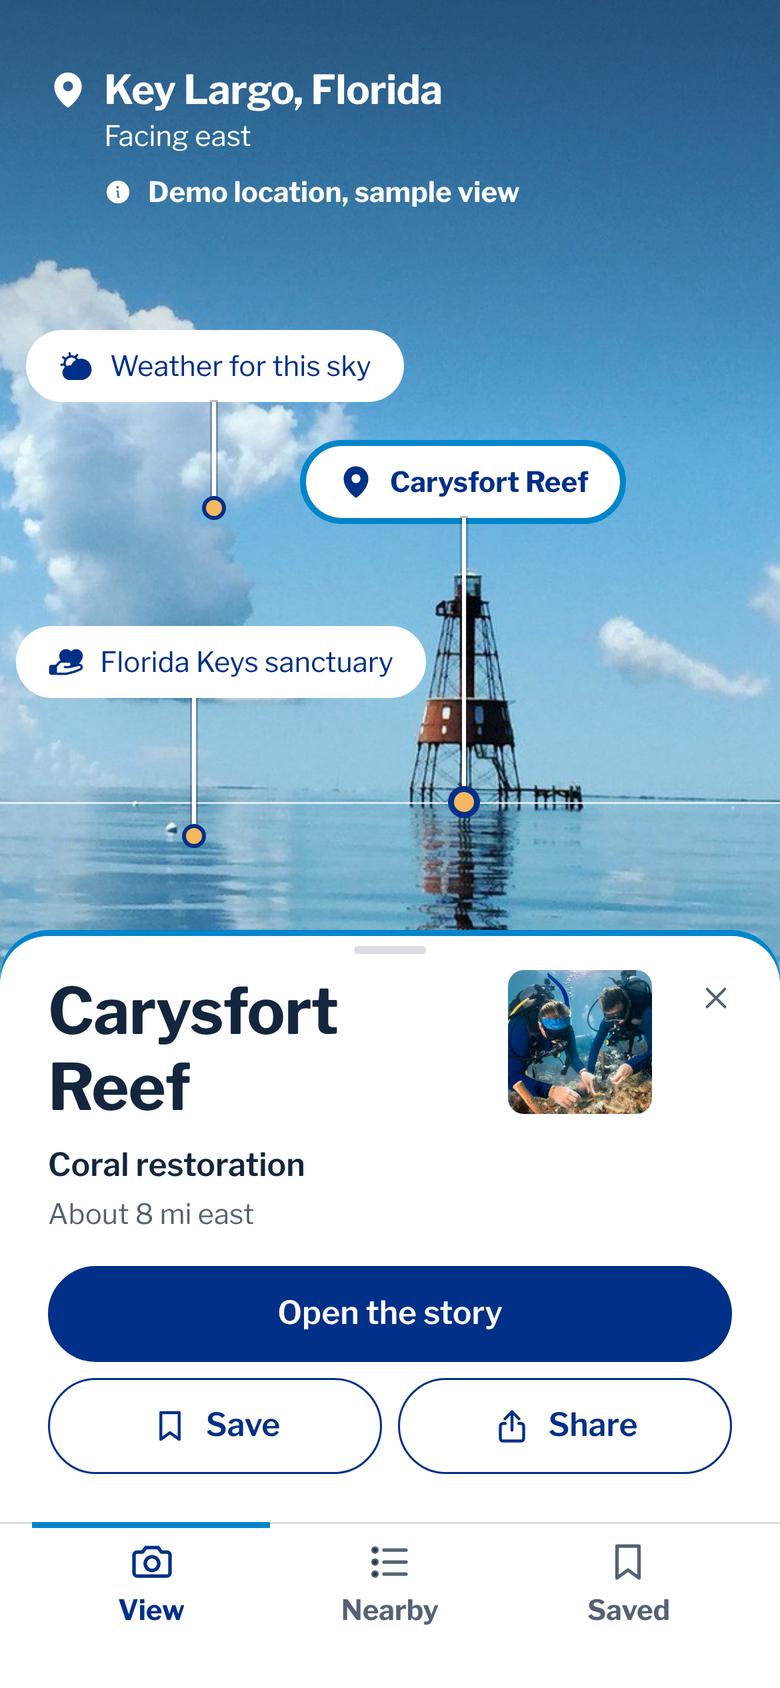 Key Largo, Florida
Facing east
Demo location, sample view
Weather for this sky
Carysfort Reef
Florida Keys sanctuary
Carysfort
Reef
Coral restoration
About 8 mi east
Open the story
Save
Share
View
Nearby
Saved